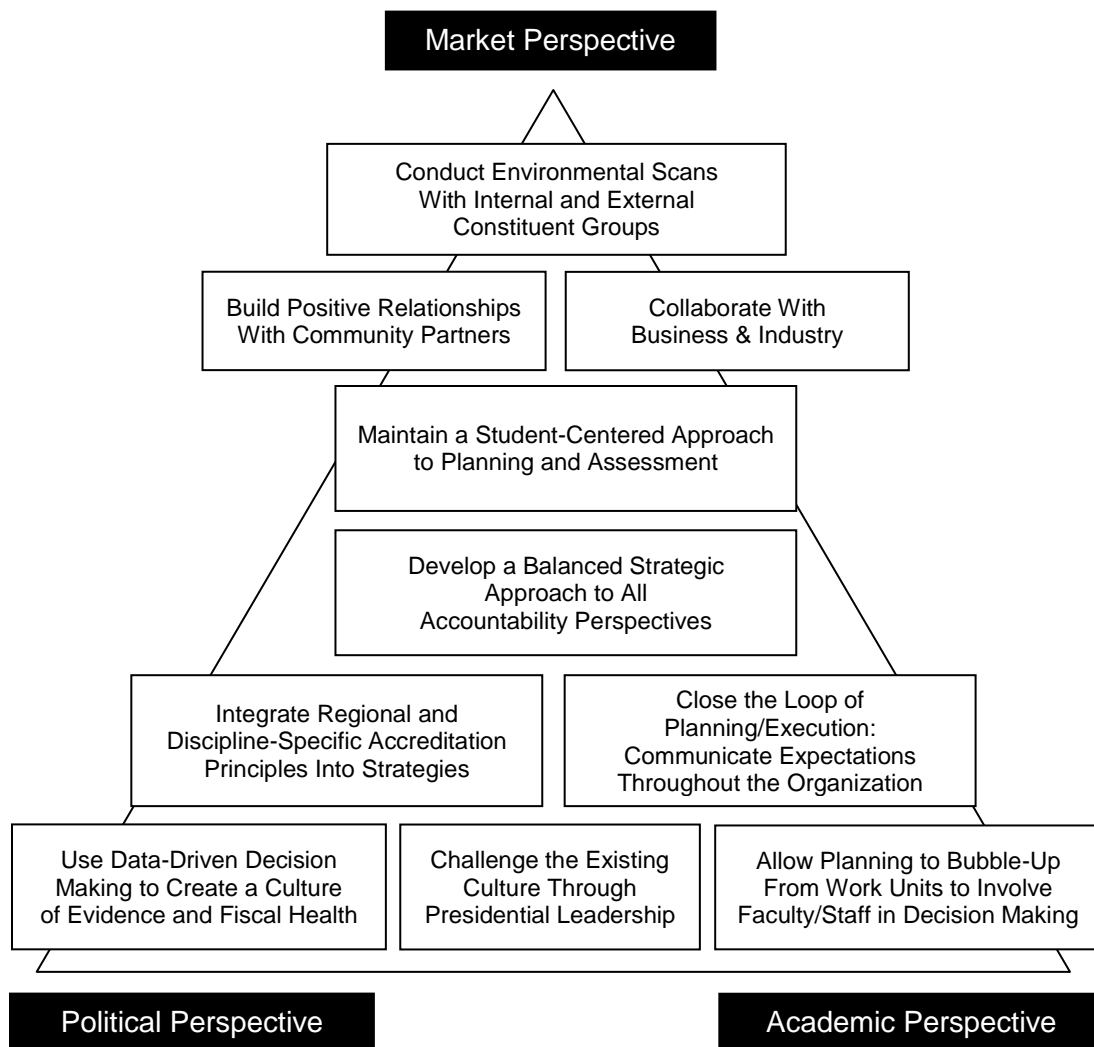 Market Perspective
Conduct Environmental Scans
With Internal and External
Constituent Groups
Build Positive Relationships
With Community Partners
Collaborate With
Business & Industry
Maintain a Student-Centered Approach
to Planning and Assessment
Develop a Balanced Strategic
Approach to All
Accountability Perspectives
Integrate Regional and
Discipline-Specific Accreditation
Principles Into Strategies
Close the Loop of
Planning/Execution:
Communicate Expectations
Throughout the Organization
Use Data-Driven Decision
Making to Create a Culture
of Evidence and Fiscal Health
Challenge the Existing
Culture Through
Presidential Leadership
Allow Planning to Bubble-Up
From Work Units to Involve
Faculty/Staff in Decision Making
Political Perspective
Academic Perspective